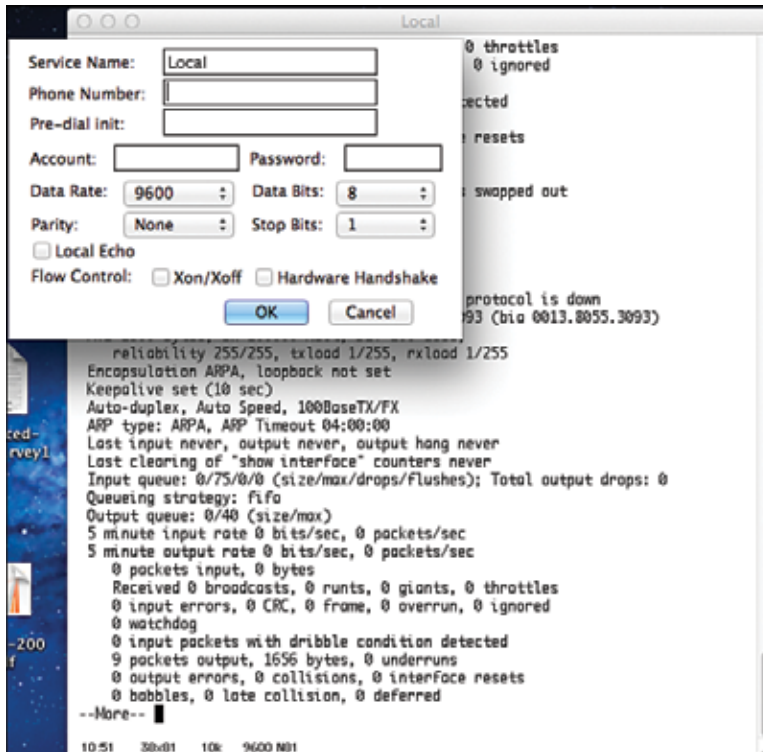 Local
Service Name: Local
Phone Number:
Pre-dial init:
Account: Password:
Data Rate: 9600 Data Bits: 8
Parity: None Stop Bits: 1
Local Echo
Flow Control: Xon/Xoff Hardware Handshake
OK Cancel
0 throttles
0 ignored
resets
swapped out
protocol is down
(bia 0013.8055.3093)
reliability 255/255, txload 1/255, rxload 1/255
Encapsulation ARPA, loopback not set
Keepalive set (10 sec)
Auto-duplex, Auto Speed, 100BaseTX/FX
ARP type: ARPA, ARP Timeout 04:00:00
Last input never, output never, output hang never
Last clearing of "show interface" counters never
Input queue: 0/75/0/0 (size/max/drops/flushes); Total output drops: 0
Queueing strategy: fifo
Output queue: 0/40 (size/max)
5 minute input rate 0 bits/sec, 0 packets/sec
5 minute output rate 0 bits/sec, 0 packets/sec
0 packets input, 0 bytes
Received 0 broadcasts, 0 runts, 0 giants, 0 throttles
0 input errors, 0 CRC, 0 frame, 0 overrun, 0 ignored
0 watchdog
0 input packets with dribble condition detected
9 packets output, 1656 bytes, 0 underruns
0 output errors, 0 collisions, 0 interface resets
0 babbles, 0 late collision, 0 deferred
--More--
10:51 10k 9600 N81